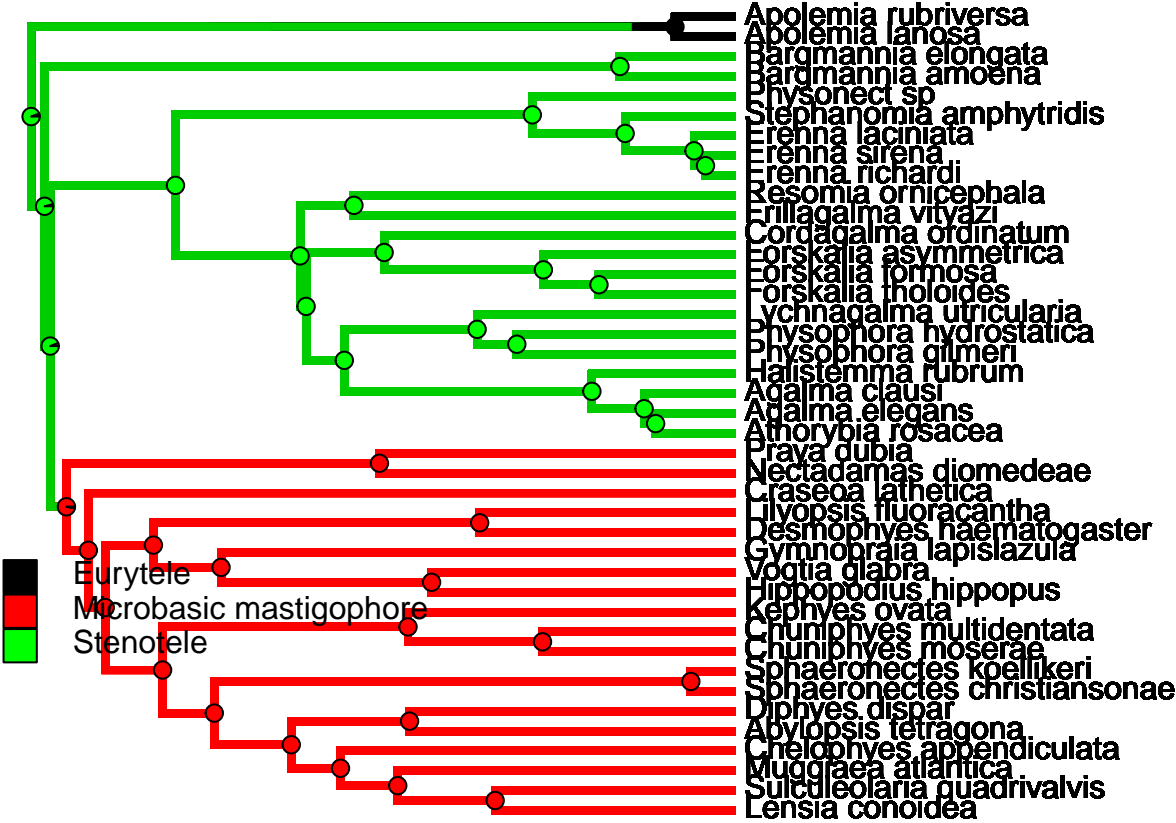 Apolemia rubriversa
Apolemia lanosa
Bargmannia elongata
Bargmannia amoena
Physonect sp
Stephanomia amphytridis
Erenna laciniata
Erenna sirena
Erenna richardi
Resomia ornicephala
Frillagalma vityazi
Cordagalma ordinatum
Forskalia asymmetrica
Forskalia formosa
Forskalia tholoides
Lychnagalma utricularia
Physophora hydrostatica
Physophora gilmeri
Halistemma rubrum
Agalma clausi
Agalma elegans
Athorybia rosacea
Praya dubia
Nectadamas diomedeae
Craseoa lathetica
Lilyopsis fluoracantha
Desmophyes haematogaster
Gymnopraia lapislazula
Vogtia glabra
Hippopodius hippopus
Kephyes ovata
Chuniphyes multidentata
Chuniphyes moserae
Sphaeronectes koellikeri
Sphaeronectes christiansonae
Diphyes dispar
Abylopsis tetragona
Chelophyes appendiculata
Muggiaea atlantica
Sulculeolaria quadrivalvis
Lensia conoidea
Eurytele
Microbasic mastigophore
Stenotele